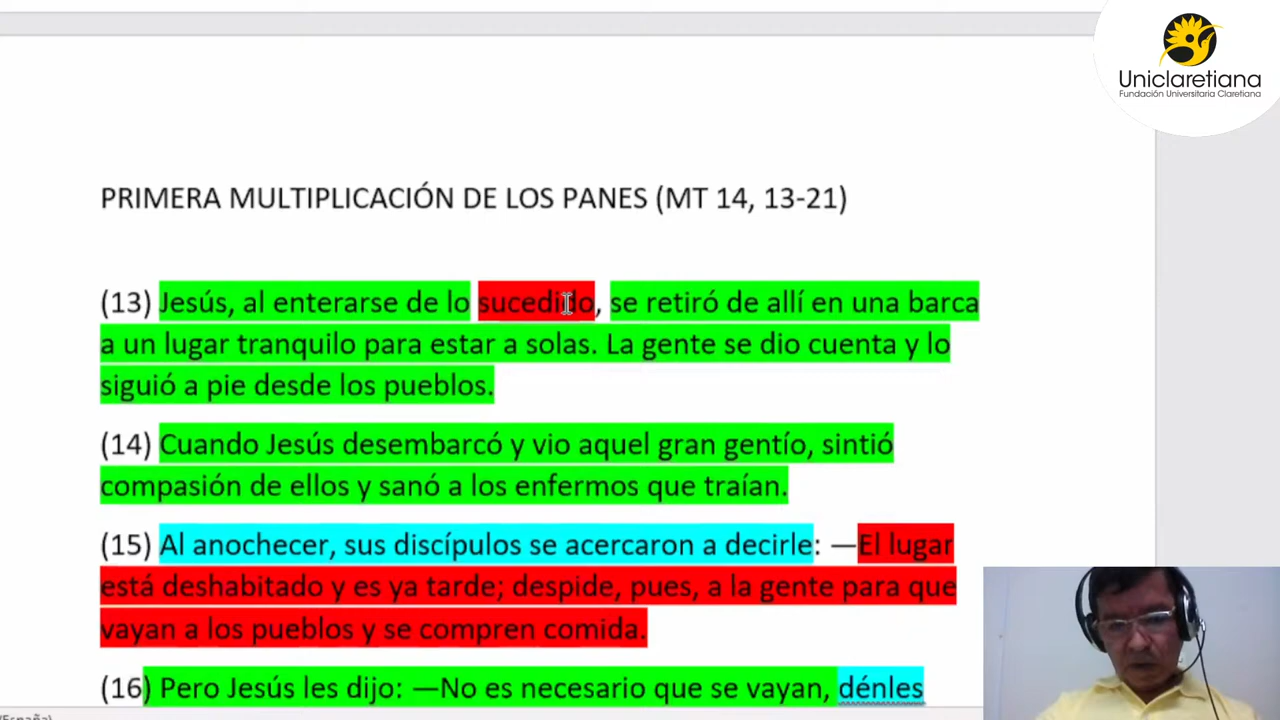 Uniclaretiana
Fundación Universitaria Claretiana
PRIMERA MULTIPLICACIÓN DE LOS PANES (MT 14, 13-21)
(13) Jesús, al enterarse de lo sucedido, se retiró de allí en una barca
a un lugar tranquilo para estar a solas. La gente se dio cuenta y lo
siguió a pie desde los pueblos.
(14) Cuando Jesús desembarcó y vio aquel gran gentío, sintió
compasión de ellos y sanó a los enfermos que traían.
(15) Al anochecer, sus discípulos se acercaron a decirle: —El lugar
está deshabitado y es ya tarde; despide, pues, a la gente para que
vayan a los pueblos y se compren comida.
(16) Pero Jesús les dijo: —No es necesario que se vayan, dénles